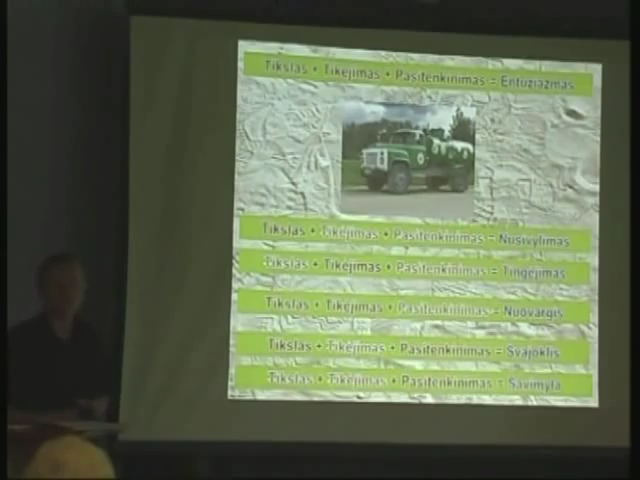 Tikslas + Tikėjimas + Pasitenkinimas = Entuziazmas
Tikslas + Tikėjimas + Pasitenkinimas = Nusivylimas
Tikslas + Tikėjimas + Pasitenkinimas = Tingėjimas
Tikslas + Tikėjimas + Pasitenkinimas = Nuovargis
Tikslas + Tikėjimas + Pasitenkinimas = Svajoklis
Tikslas + Tikėjimas + Pasitenkinimas = Savimyla